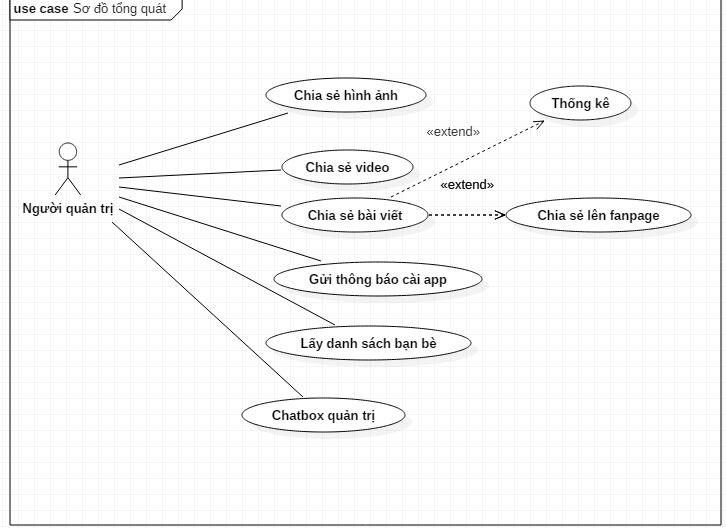 use case Sơ đồ tổng quát
Chia sẻ hình ảnh
Thống kê
«extend»
Chia sẻ video
«extend»
Người quản trị
Chia sẻ bài viết
Chia sẻ lên fanpage
Gửi thông báo cài app
Lấy danh sách bạn bè
Chatbox quản trị